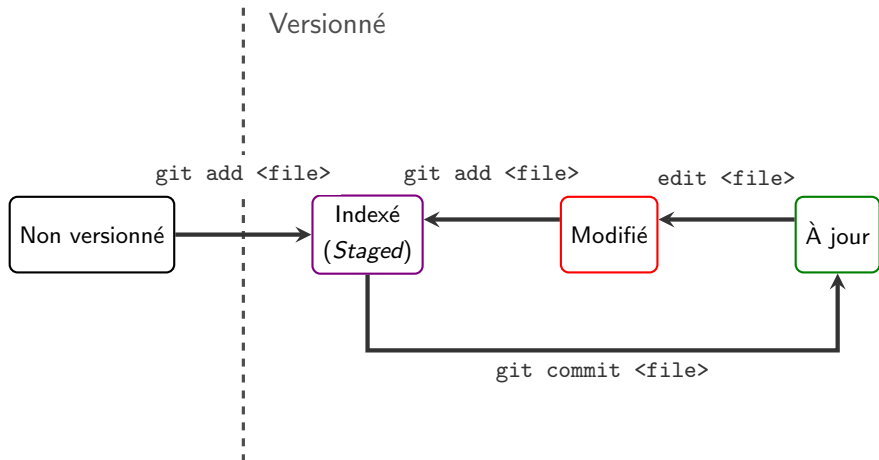 Versionné
git add <file>
git add <file>
edit <file>
Non versionné
Indexé
(Staged)
Modifié
À jour
git commit <file>